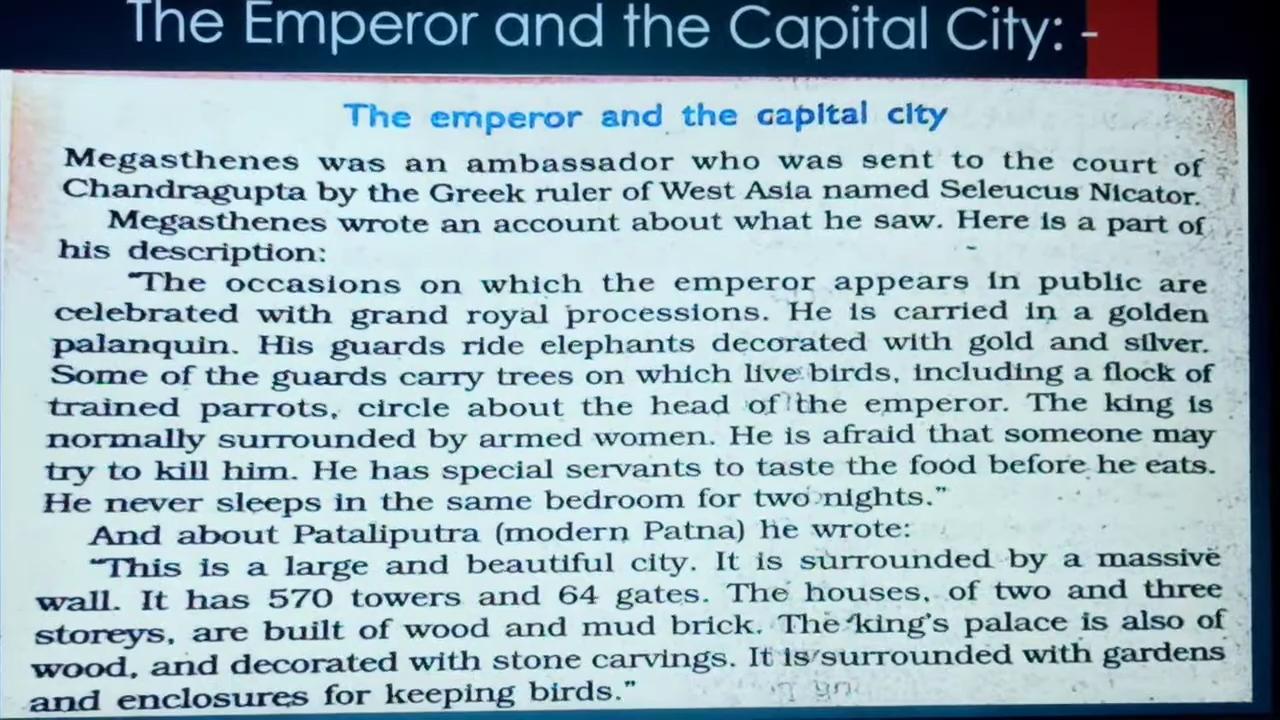 The Emperor and the Capital City: -
The emperor and the capital city
Megasthenes was an ambassador who was sent to the court of
Chandragupta by the Greek ruler of West Asia named Seleucus Nicator.
Megasthenes wrote an account about what he saw. Here is a part of
his description:
"The occasions on which the emperor appears in public are
celebrated with grand royal processions. He is carried in a golden
palanquin. His guards ride elephants decorated with gold and silver.
Some of the guards carry trees on which live birds, including a flock of
trained parrots, circle about the head of the emperor. The king is
normally surrounded by armed women. He is afraid that someone may
try to kill him. He has special servants to taste the food before he eats.
He never sleeps in the same bedroom for two nights."
And about Pataliputra (modern Patna) he wrote:
"This is a large and beautiful city. It is surrounded by a massive
wall. It has 570 towers and 64 gates. The houses, of two and three
storeys, are built of wood and mud brick. The king's palace is also of
wood, and decorated with stone carvings. It is surrounded with gardens
and enclosures for keeping birds."